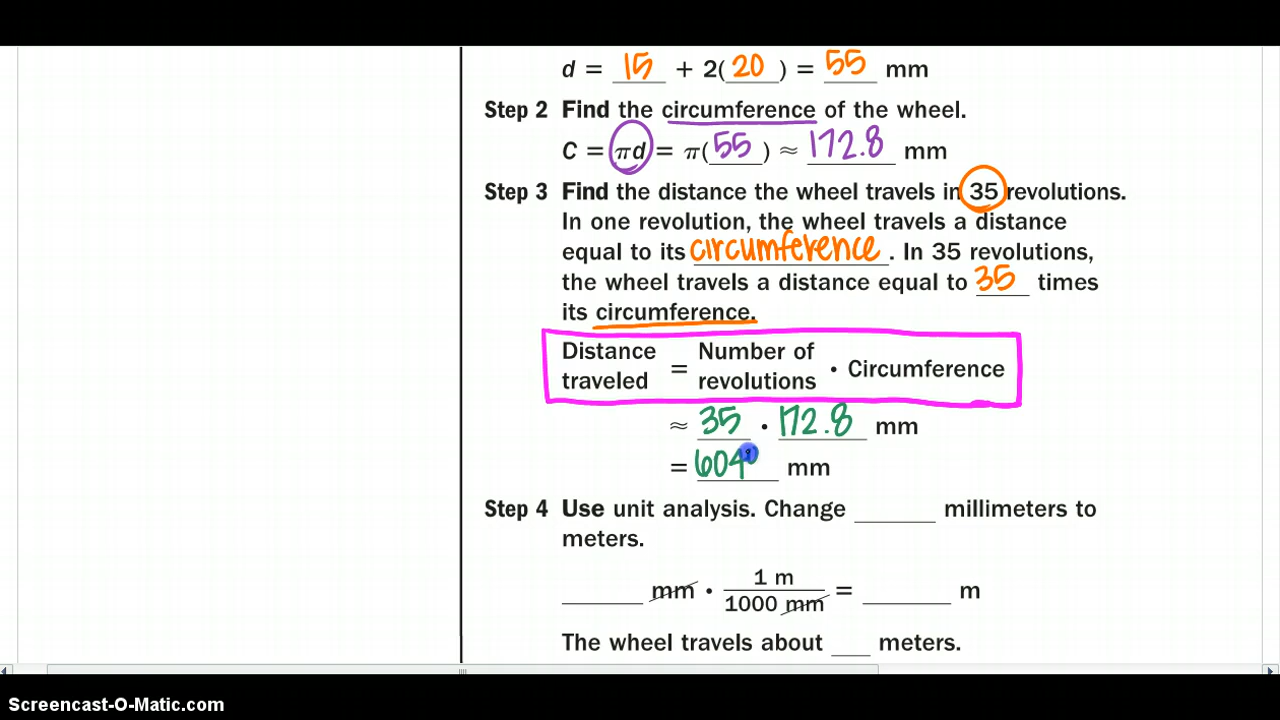 d = 15 + 2(20) = 55 mm
Step 2 Find the circumference of the wheel.
C = πd = π(55) ≈ 172.8 mm
Step 3 Find the distance the wheel travels in 35 revolutions.
In one revolution, the wheel travels a distance
equal to its circumference. In 35 revolutions,
the wheel travels a distance equal to 35 times
its circumference.
Distance traveled = Number of revolutions · Circumference
≈ 35 · 172.8 mm
= 604 mm
Step 4 Use unit analysis. Change ______ millimeters to
meters.
______ mm · 1 m / 1000 mm = ______ m
The wheel travels about ___ meters.
Screencast-O-Matic.com